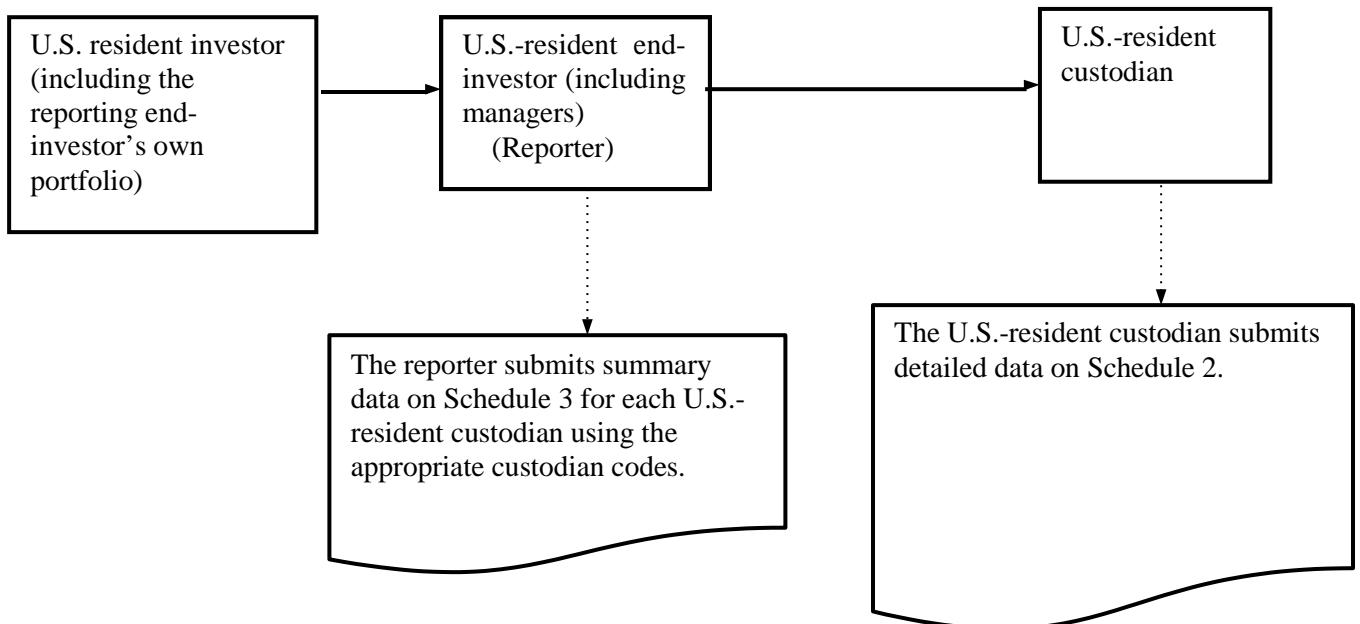 U.S. resident investor
(including the
reporting end-
investor’s own
portfolio)
U.S.-resident end-
investor (including
managers)
(Reporter)
U.S.-resident
custodian
The reporter submits summary
data on Schedule 3 for each U.S.-
resident custodian using the
appropriate custodian codes.
The U.S.-resident custodian submits
detailed data on Schedule 2.